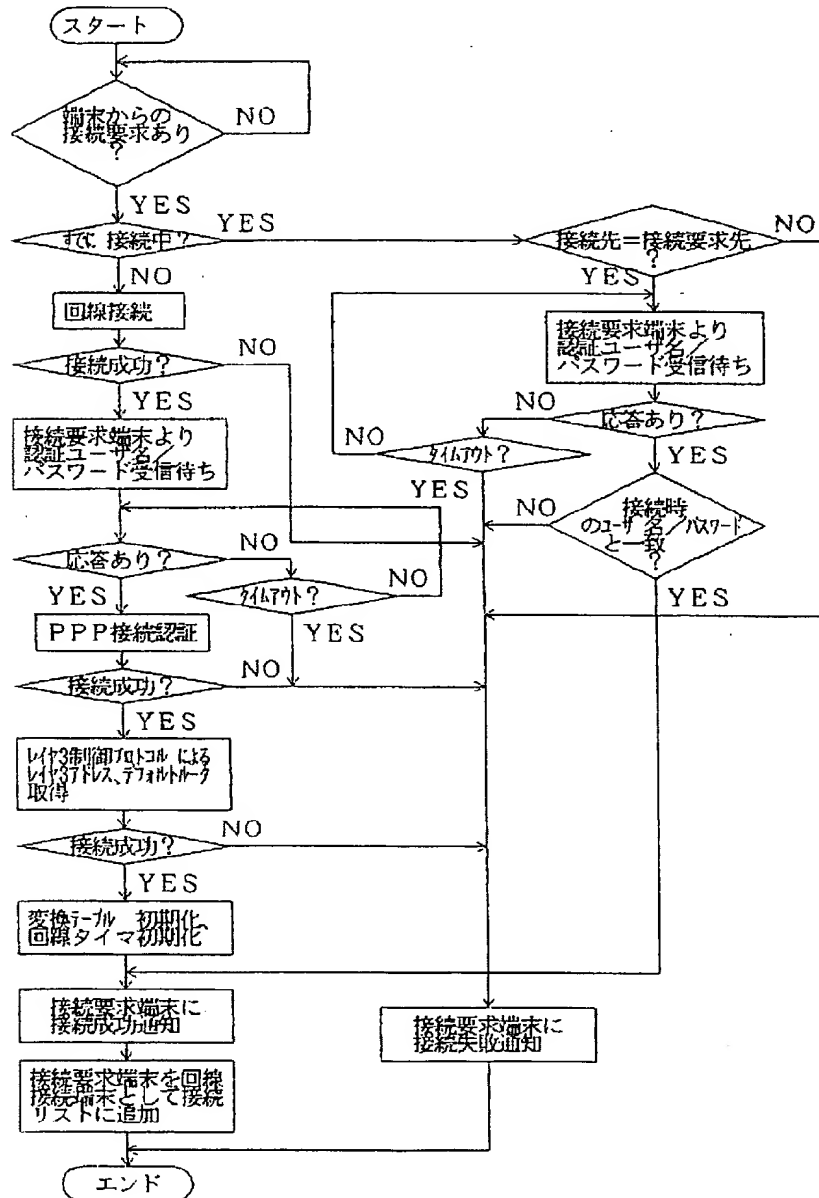 スタート
端末からの
接続要求あり
?
NO
YES
すでに 接続中?
YES
NO
回線接続
接続成功?
NO
YES
接続要求端末より
認証ユーザ名/
パスワード受信待ち
応答あり?
NO
YES
タイムアウト?
NO
YES
PPP接続認証
接続成功?
NO
YES
レイヤ3制御プロトコル による
レイヤ3アドレス、デフォルトルータ
取得
接続成功?
NO
YES
変換テーブル 初期化、
回線タイマ初期化
接続要求端末に
接続成功通知
接続要求端末を回線
接続端末として接続
リストに追加
エンド
接続先=接続要求先
?
NO
YES
接続要求端末より
認証ユーザ名/
パスワード受信待ち
応答あり?
NO
YES
タイムアウト?
NO
YES
接続時
のユーザ名/パスワード
と一致
?
NO
YES
接続要求端末に
接続失敗通知